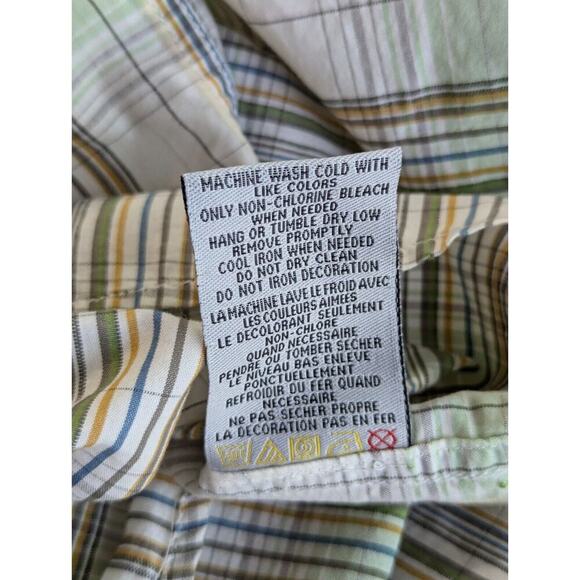 MACHINE WASH COLD WITH
LIKE COLORS
ONLY NON-CHLORINE BLEACH
WHEN NEEDED
HANG OR TUMBLE DRY LOW
REMOVE PROMPTLY
COOL IRON WHEN NEEDED
DO NOT DRY CLEAN
DO NOT IRON DECORATION
LA MACHINE LAVE LE FROID AVEC
LES COULEURS AIMÉES
LE DECOLORANT SEULEMENT
NON-CHLORE
QUAND NECESSAIRE
PENDRE OU TOMBER SECHER
LE NIVEAU BAS ENLEVE
PONCTUELLEMENT
REFROIDIR DU FER QUAND
NECESSAIRE
Ne PAS SECHER PROPRE
LA DECORATION PAS EN FER